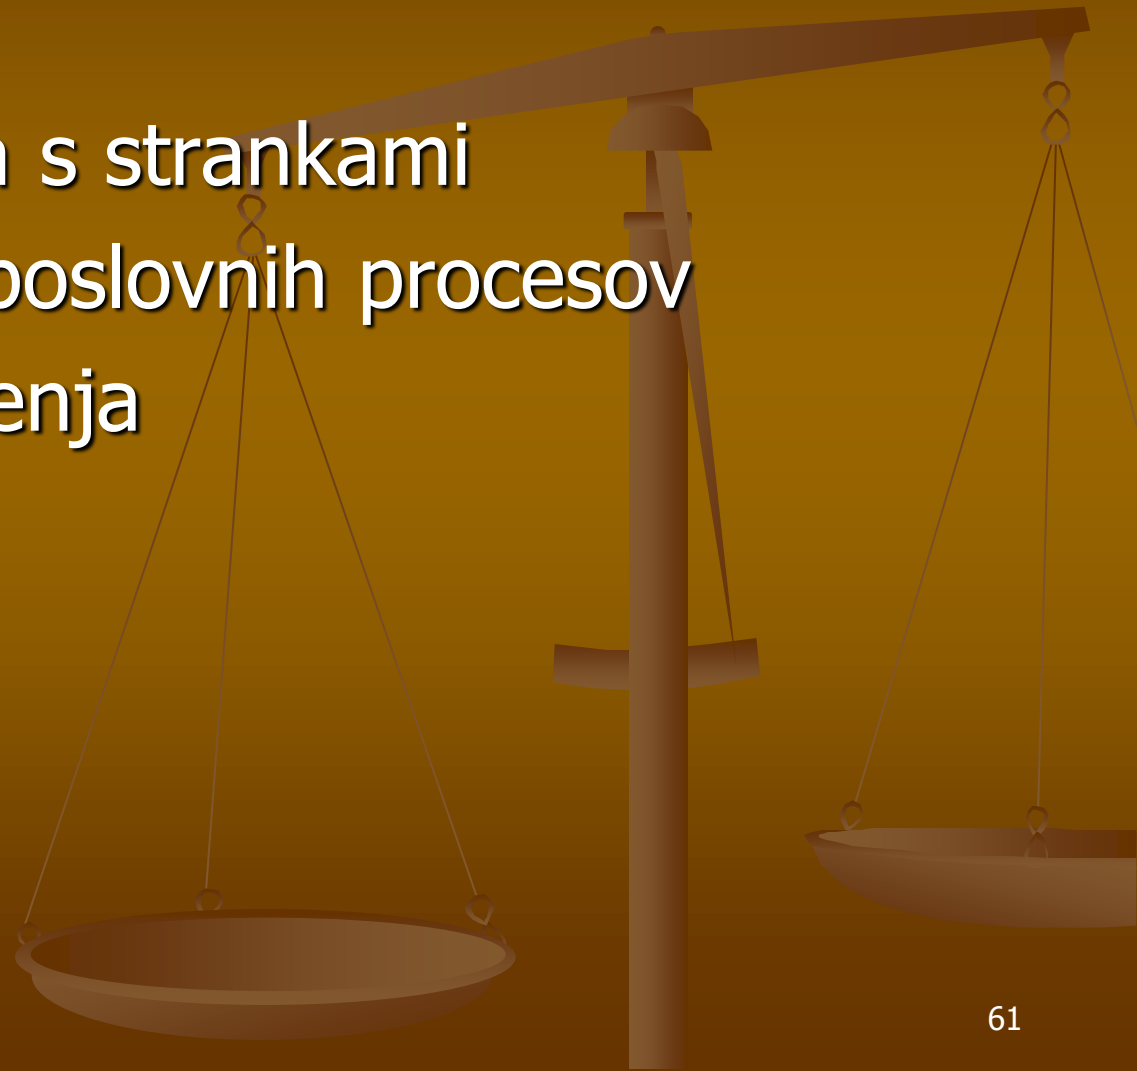 s strankami
poslovnih procesov
enja
61